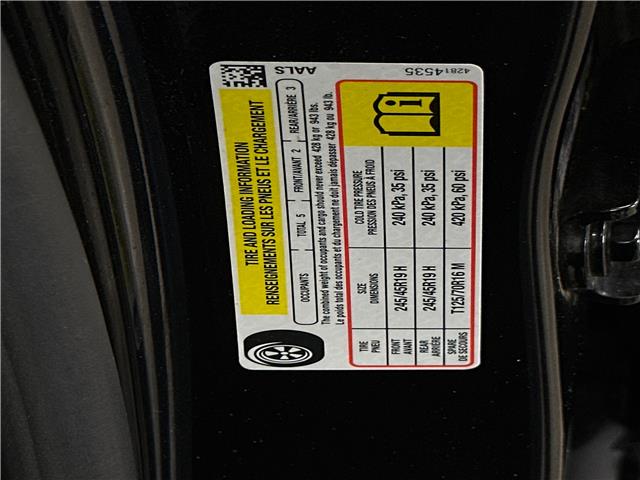 TIRE AND LOADING INFORMATION
RENSEIGNEMENTS SUR LES PNEUS ET LE CHARGEMENT
AALS
OCCUPANTS TOTAL 5 FRONT/AVANT 2 REAR/ARRIÈRE 3
The combined weight of occupants and cargo should never exceed 428 kg or 943 lbs.
Le poids total des occupants et du chargement ne doit jamais dépasser 428 kg ou 943 lb.
TIRE SIZE COLD TIRE PRESSURE
PNEU DIMENSIONS PRESSION DES PNEUS À FROID
FRONT AVANT 245/45R19 H 240 kPa, 35 psi
REAR ARRIÈRE 245/45R19 H 240 kPa, 35 psi
SPARE DE SECOURS T125/70R16 M 420 kPa, 60 psi
42814535